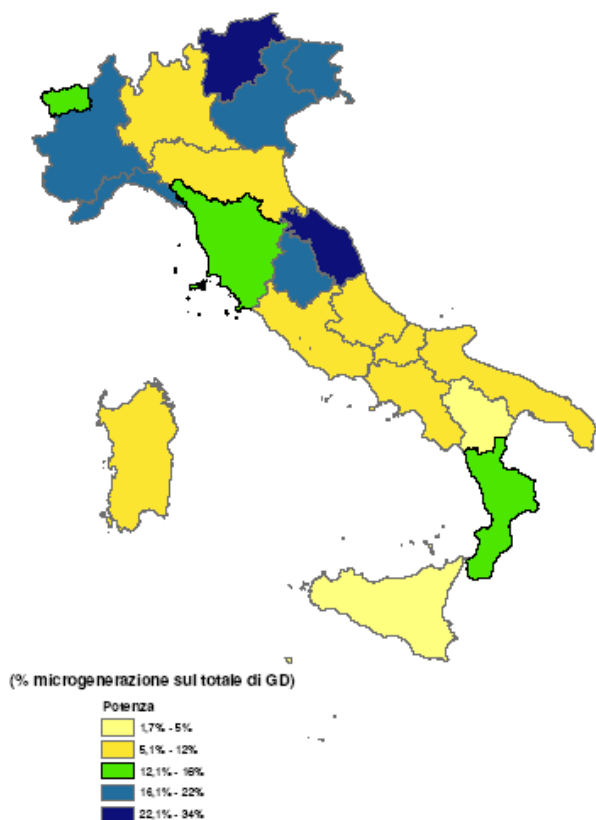 (% microgenerazione sul totale di GD)
Potenza
1,7% - 5%
5,1% - 12%
12,1% - 16%
16,1% - 22%
22,1% - 34%